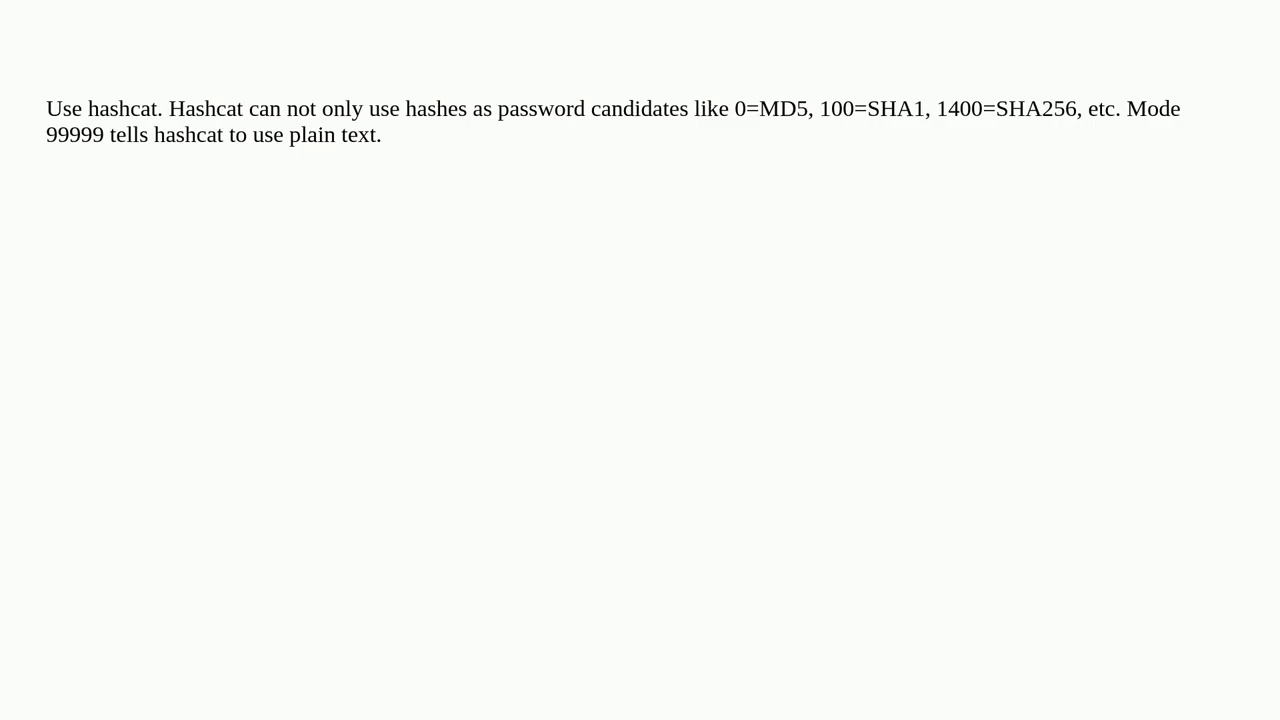 Use hashcat. Hashcat can not only use hashes as password candidates like 0=MD5, 100=SHA1, 1400=SHA256, etc. Mode
99999 tells hashcat to use plain text.